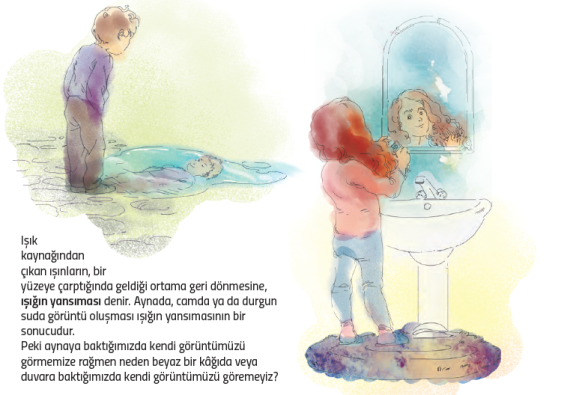 Işık
kaynağından
çıkan ışınların, bir
yüzeye çarptığında geldiği ortama geri dönmesine,
ışığın yansıması denir. Aynada, camda ya da durgun
suda görüntü oluşması ışığın yansımasının bir
sonucudur.
Peki aynaya baktığımızda kendi görüntümüzü
görmemize rağmen neden beyaz bir kâğıda veya
duvara baktığımızda kendi görüntümüzü göremeyiz?